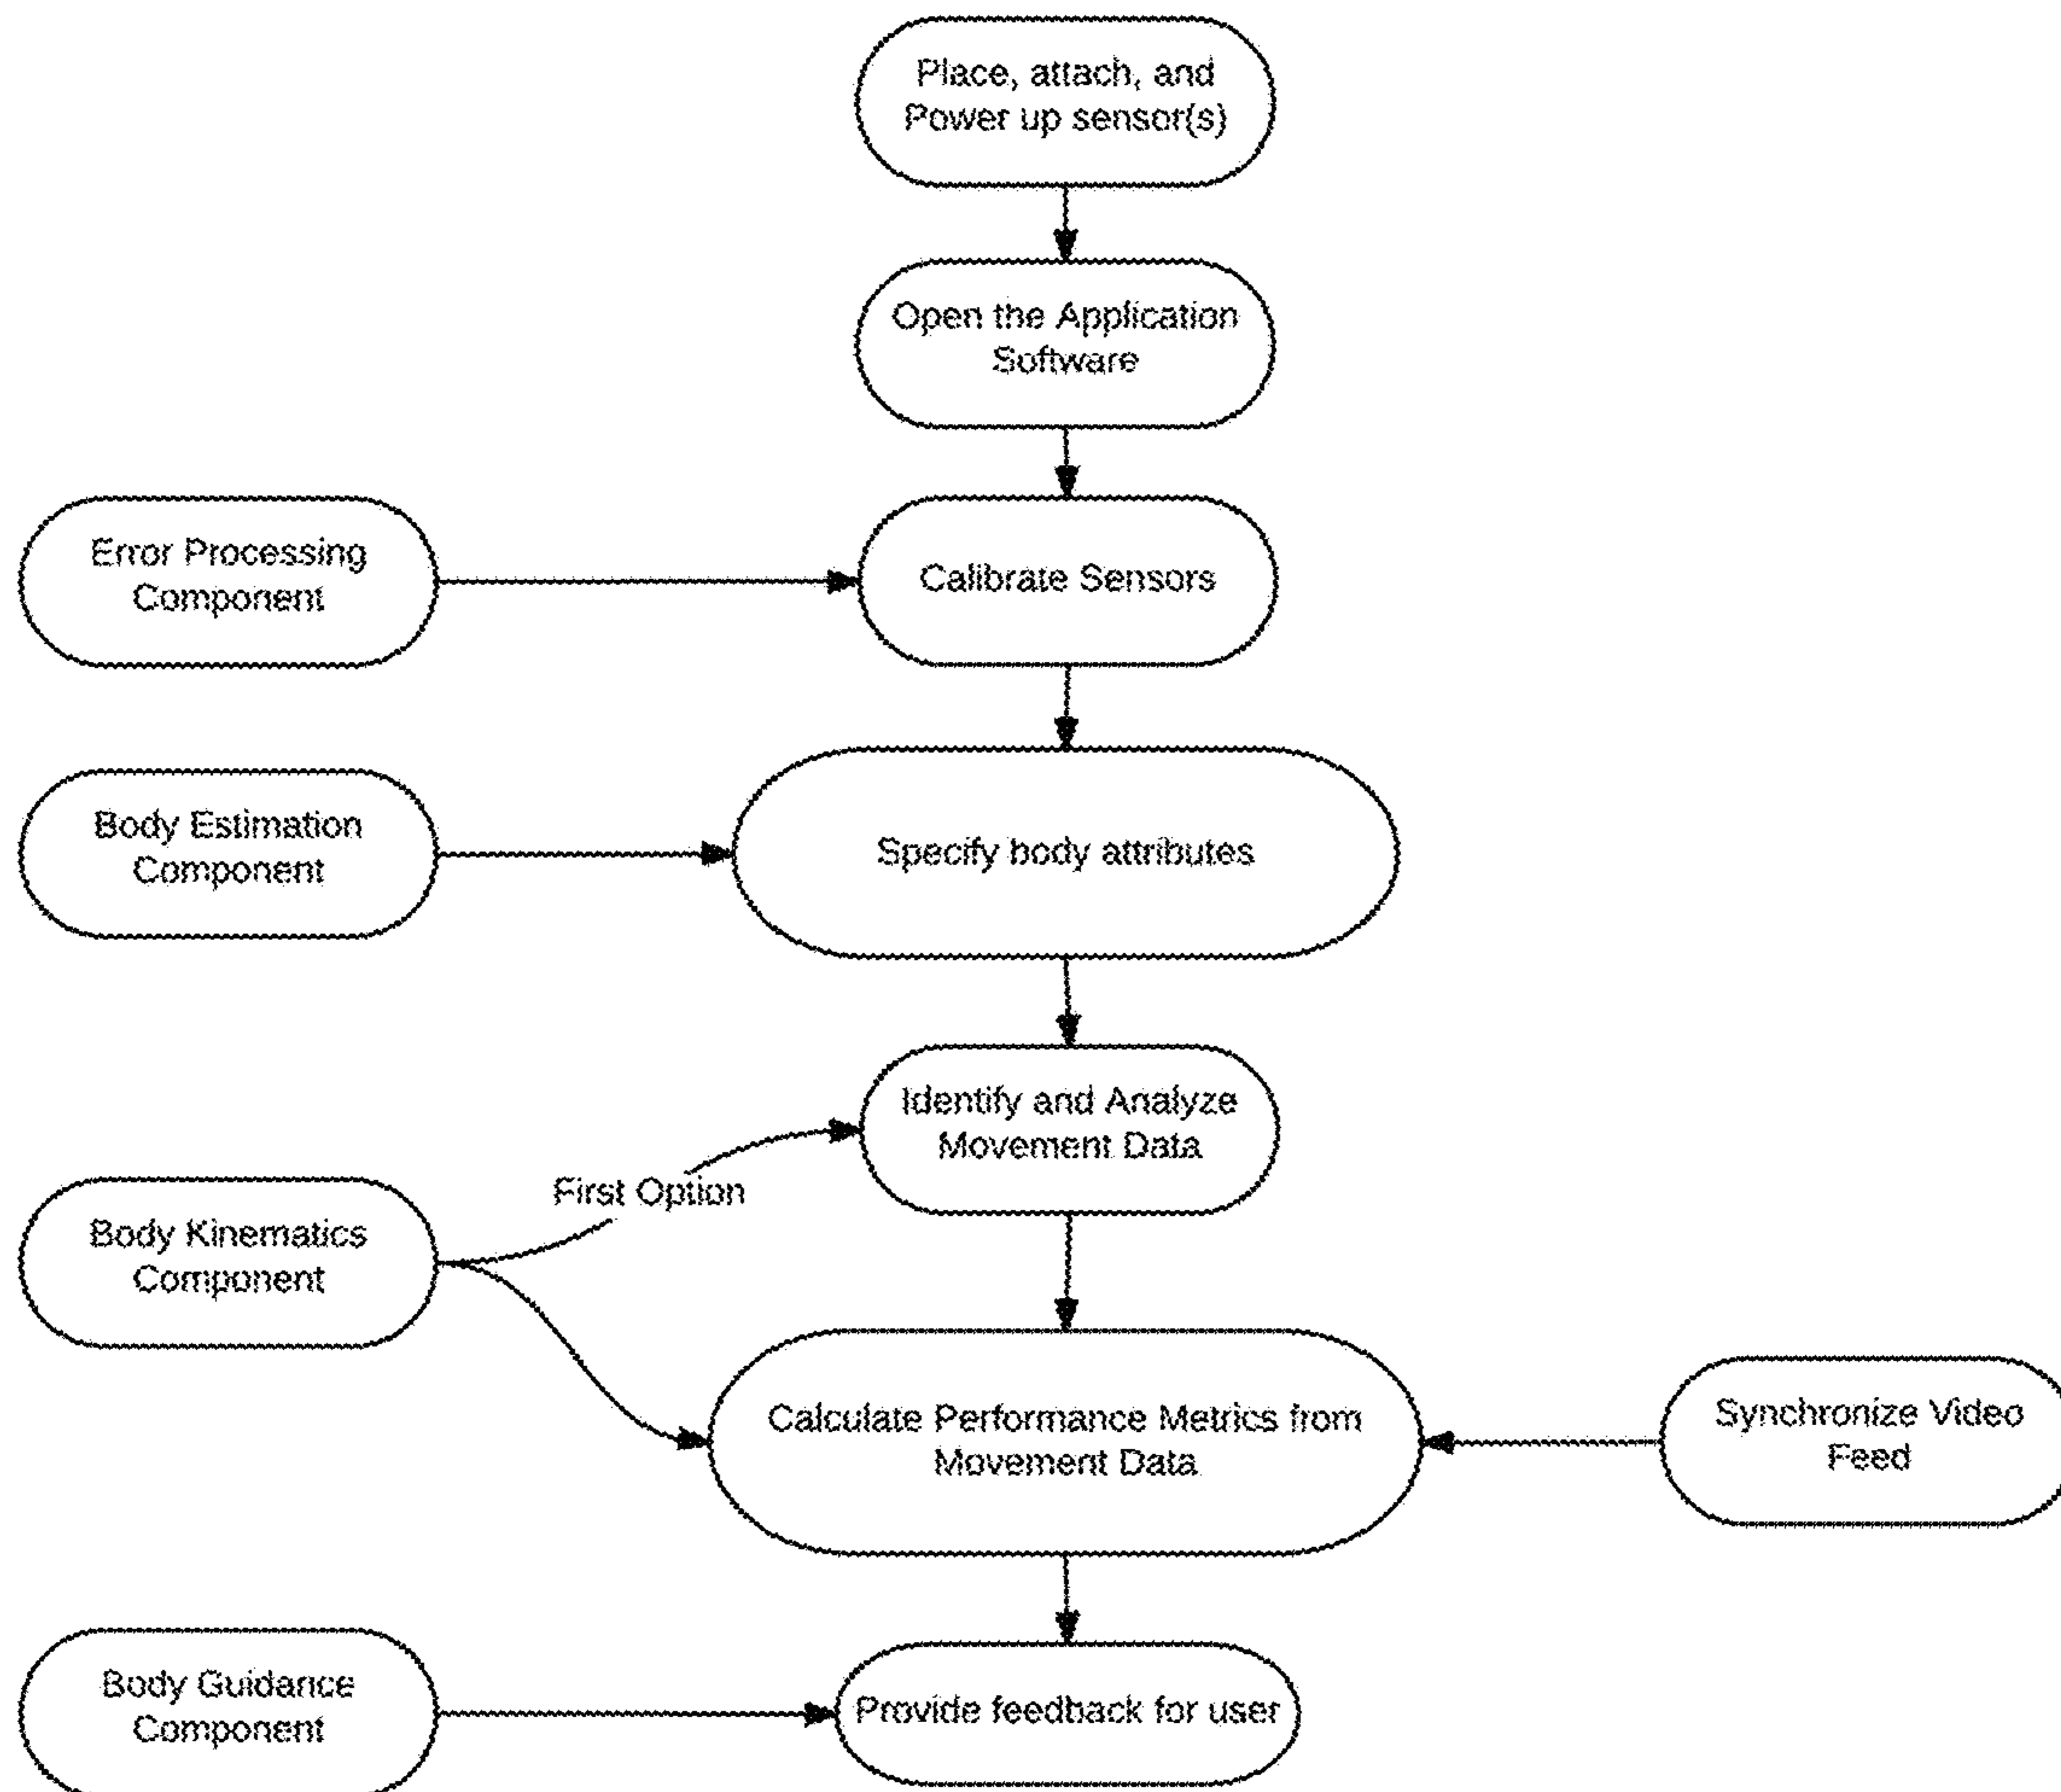 Place, attach, and
Power up sensor(s)
Open the Application
Software
Error Processing
Component
Calibrate Sensors
Body Estimation
Component
Specify body attributes
Identify and Analyze
Movement Data
First Option
Body Kinematics
Component
Calculate Performance Metrics from
Movement Data
Synchronize Video
Feed
Body Guidance
Component
Provide feedback for user